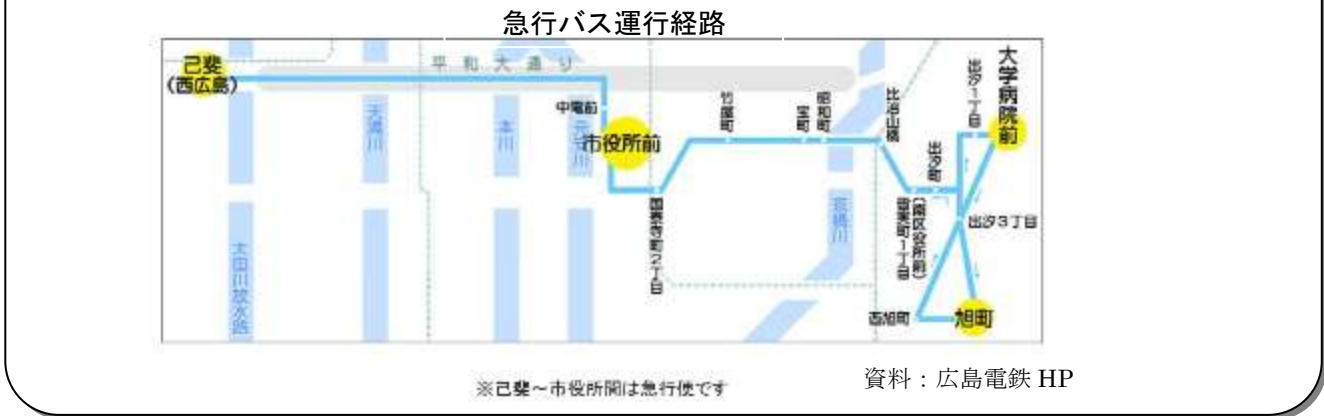 急行バス運行経路
己斐
(西広島)
平和大通り
中電前
市役所前
天満川
本川
元安川
太田川放水路
国泰寺町2丁目
竹屋町
宝町
昭和町
京橋川
比治山橋
(南区役所前)
皆実町1丁目
出汐町
出汐1丁目
大学病院前
出汐3丁目
西旭町
旭町
※己斐～市役所間は急行便です
資料：広島電鉄 HP